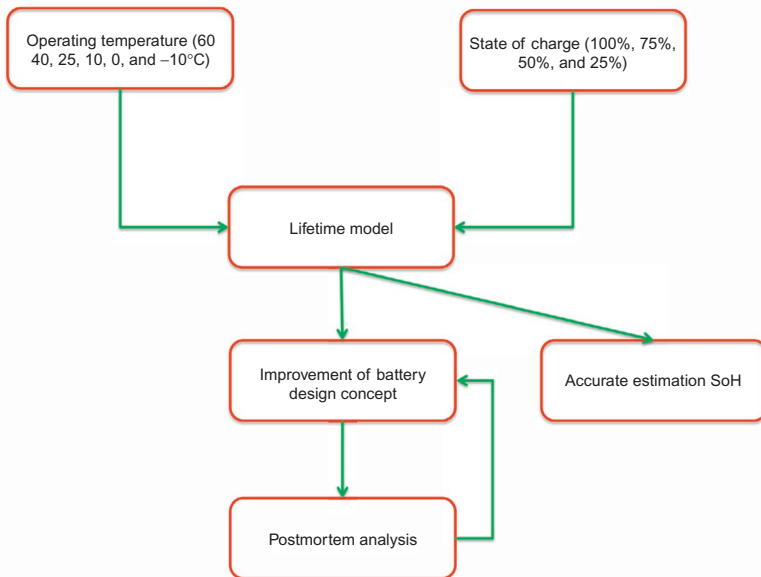 Operating temperature (60
40, 25, 10, 0, and −10°C)
State of charge (100%, 75%,
50%, and 25%)
Lifetime model
Improvement of battery
design concept
Accurate estimation SoH
Postmortem analysis